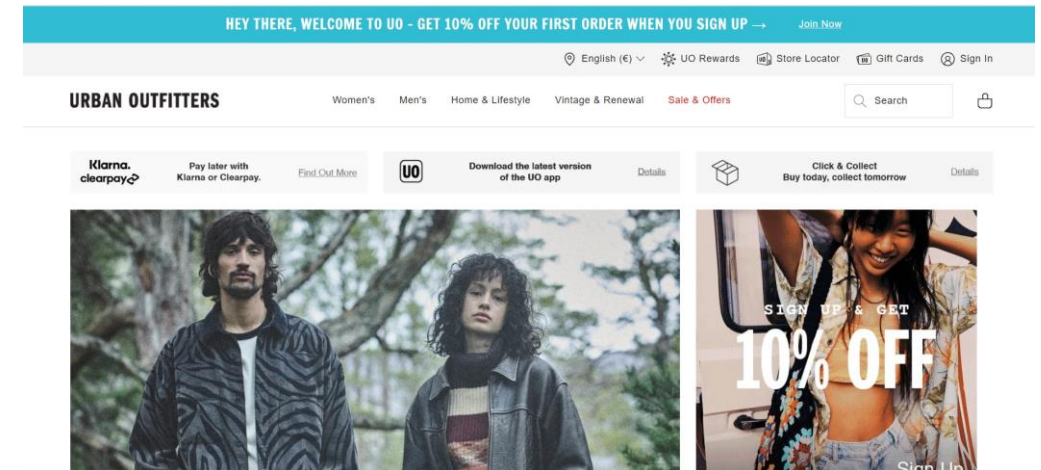 HEY THERE, WELCOME TO UO - GET 10% OFF YOUR FIRST ORDER WHEN YOU SIGN UP → Join Now
English (€) UO Rewards Store Locator Gift Cards Sign In
URBAN OUTFITTERS Women's Men's Home & Lifestyle Vintage & Renewal Sale & Offers Search
Klarna.
clearpay
Pay later with
Klarna or Clearpay.
Find Out More
UO
Download the latest version
of the UO app
Details
Click & Collect
Buy today, collect tomorrow
Details
SIGN UP & GET
10% OFF
Sign Up